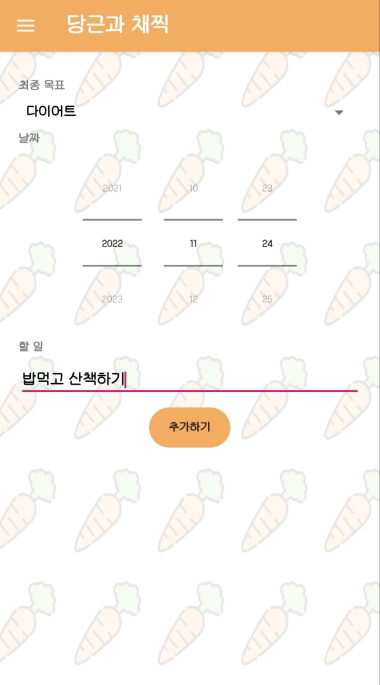 당근과 채찍
최종 목표
다이어트
날짜
2021 10 23
2022 11 24
2023 12 25
할 일
밥먹고 산책하기
추가하기